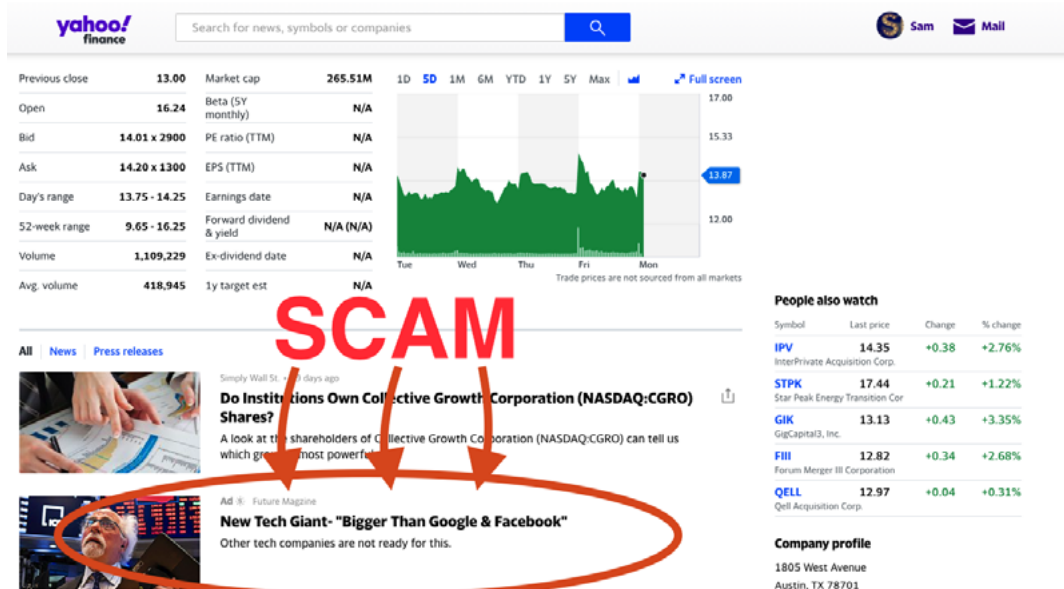 yahoo!
finance
Search for news, symbols or companies
Sam
Mail
Previous close 13.00
Open 16.24
Bid 14.01 x 2900
Ask 14.20 x 1300
Day's range 13.75 - 14.25
52-week range 9.65 - 16.25
Volume 1,109,229
Avg. volume 418,945
Market cap 265.51M
Beta (5Y
monthly) N/A
PE ratio (TTM) N/A
EPS (TTM) N/A
Earnings date N/A
Forward dividend
& yield N/A (N/A)
Ex-dividend date N/A
1y target est N/A
1D 5D 1M 6M YTD 1Y 5Y Max
Full screen
17.00
15.33
13.87
12.00
Tue Wed Thu Fri Mon
Trade prices are not sourced from all markets
SCAM
All News Press releases
Simply Wall St. • days ago
Do Institutions Own Collective Growth Corporation (NASDAQ:CGRO)
Shares?
A look at the shareholders of Collective Growth Corporation (NASDAQ:CGRO) can tell us
which most powerful
Ad Future Magzine
New Tech Giant- "Bigger Than Google & Facebook"
Other tech companies are not ready for this.
People also watch
Symbol Last price Change % change
IPV 14.35 +0.38 +2.76%
InterPrivate Acquisition Corp.
STPK 17.44 +0.21 +1.22%
Star Peak Energy Transition Cor
GIK 13.13 +0.43 +3.35%
GigCapital3, Inc.
FIII 12.82 +0.34 +2.68%
Forum Merger III Corporation
QELL 12.97 +0.04 +0.31%
Qell Acquisition Corp.
Company profile
1805 West Avenue
Austin, TX 78701